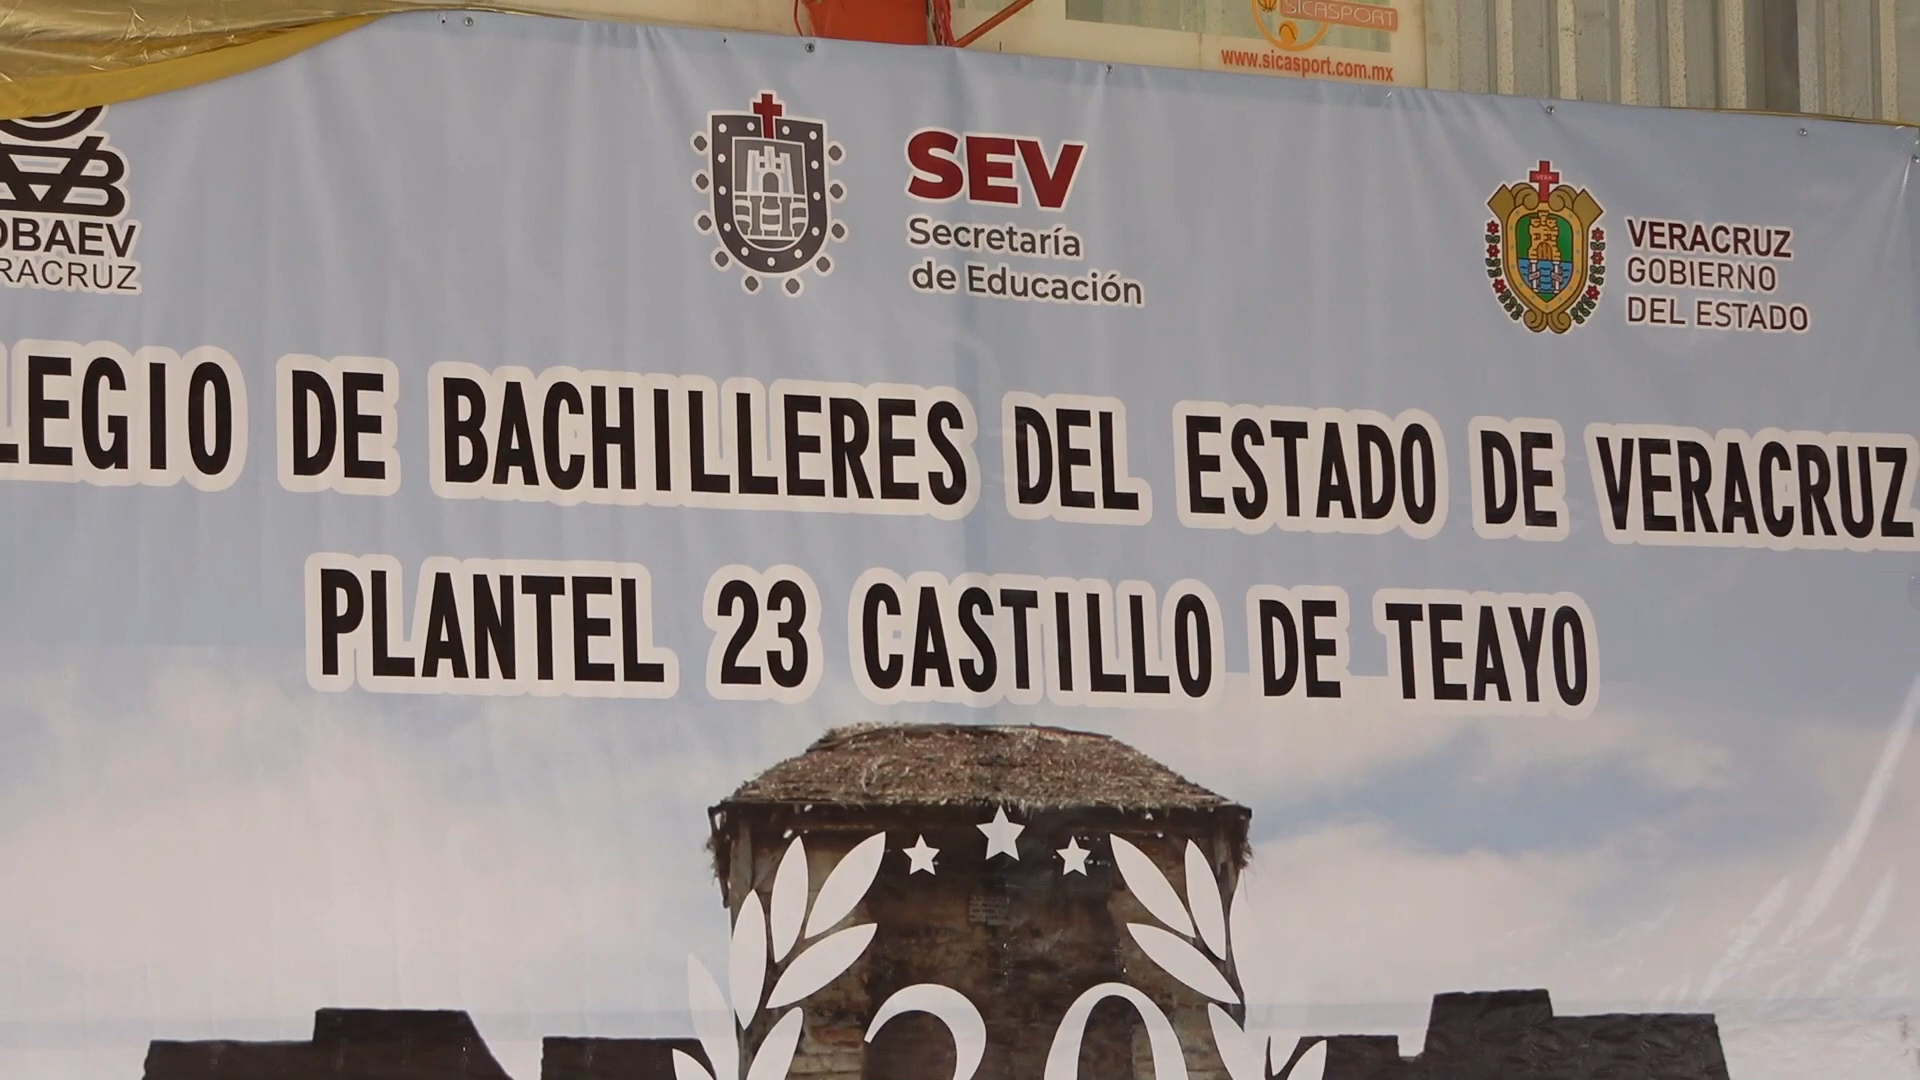 SICASPORT
www.sicasport.com.mx
OBAEV
RACRUZ
SEV
Secretaría
de Educación
VERACRUZ
GOBIERNO
DEL ESTADO
LEGIO DE BACHILLERES DEL ESTADO DE VERACRUZ
PLANTEL 23 CASTILLO DE TEAYO